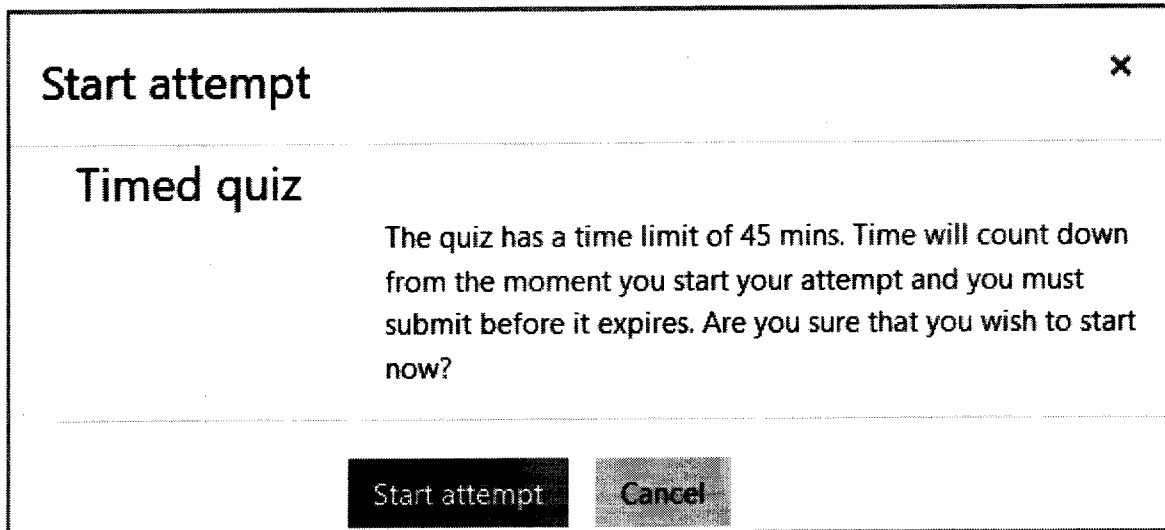 Start attempt ×
Timed quiz
The quiz has a time limit of 45 mins. Time will count down
from the moment you start your attempt and you must
submit before it expires. Are you sure that you wish to start
now?
Start attempt Cancel